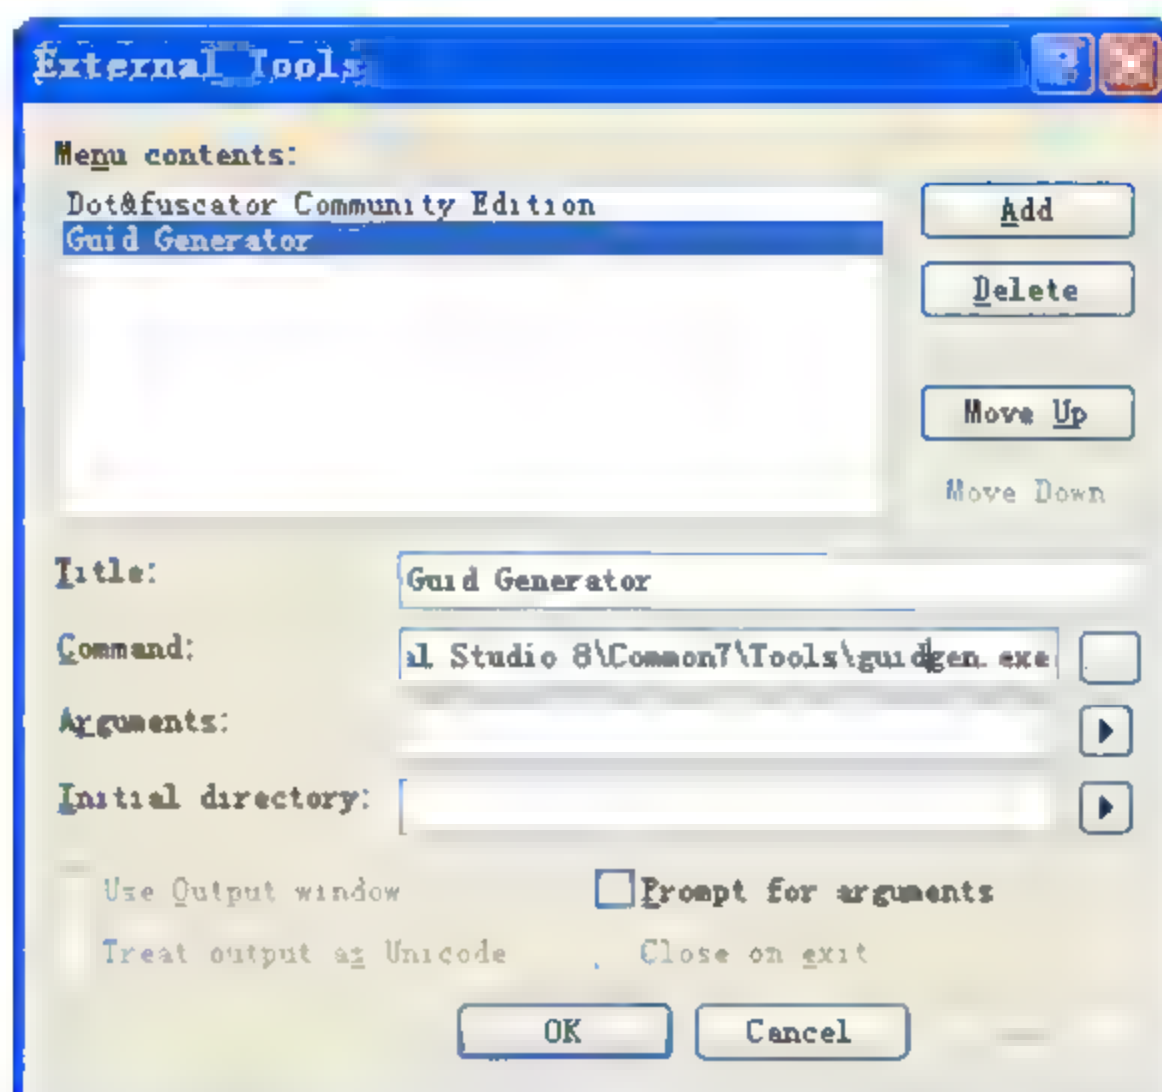 External Tools
Menu contents:
Dot&fuscator Community Edition
Guid Generator
Add
Delete
Move Up
Move Down
Title:
Guid Generator
Command:
al Studio 8\Common7\Tools\guidgen.exe
Arguments:
Initial directory:
Use Output window
Prompt for arguments
Treat output as Unicode
Close on exit
OK
Cancel